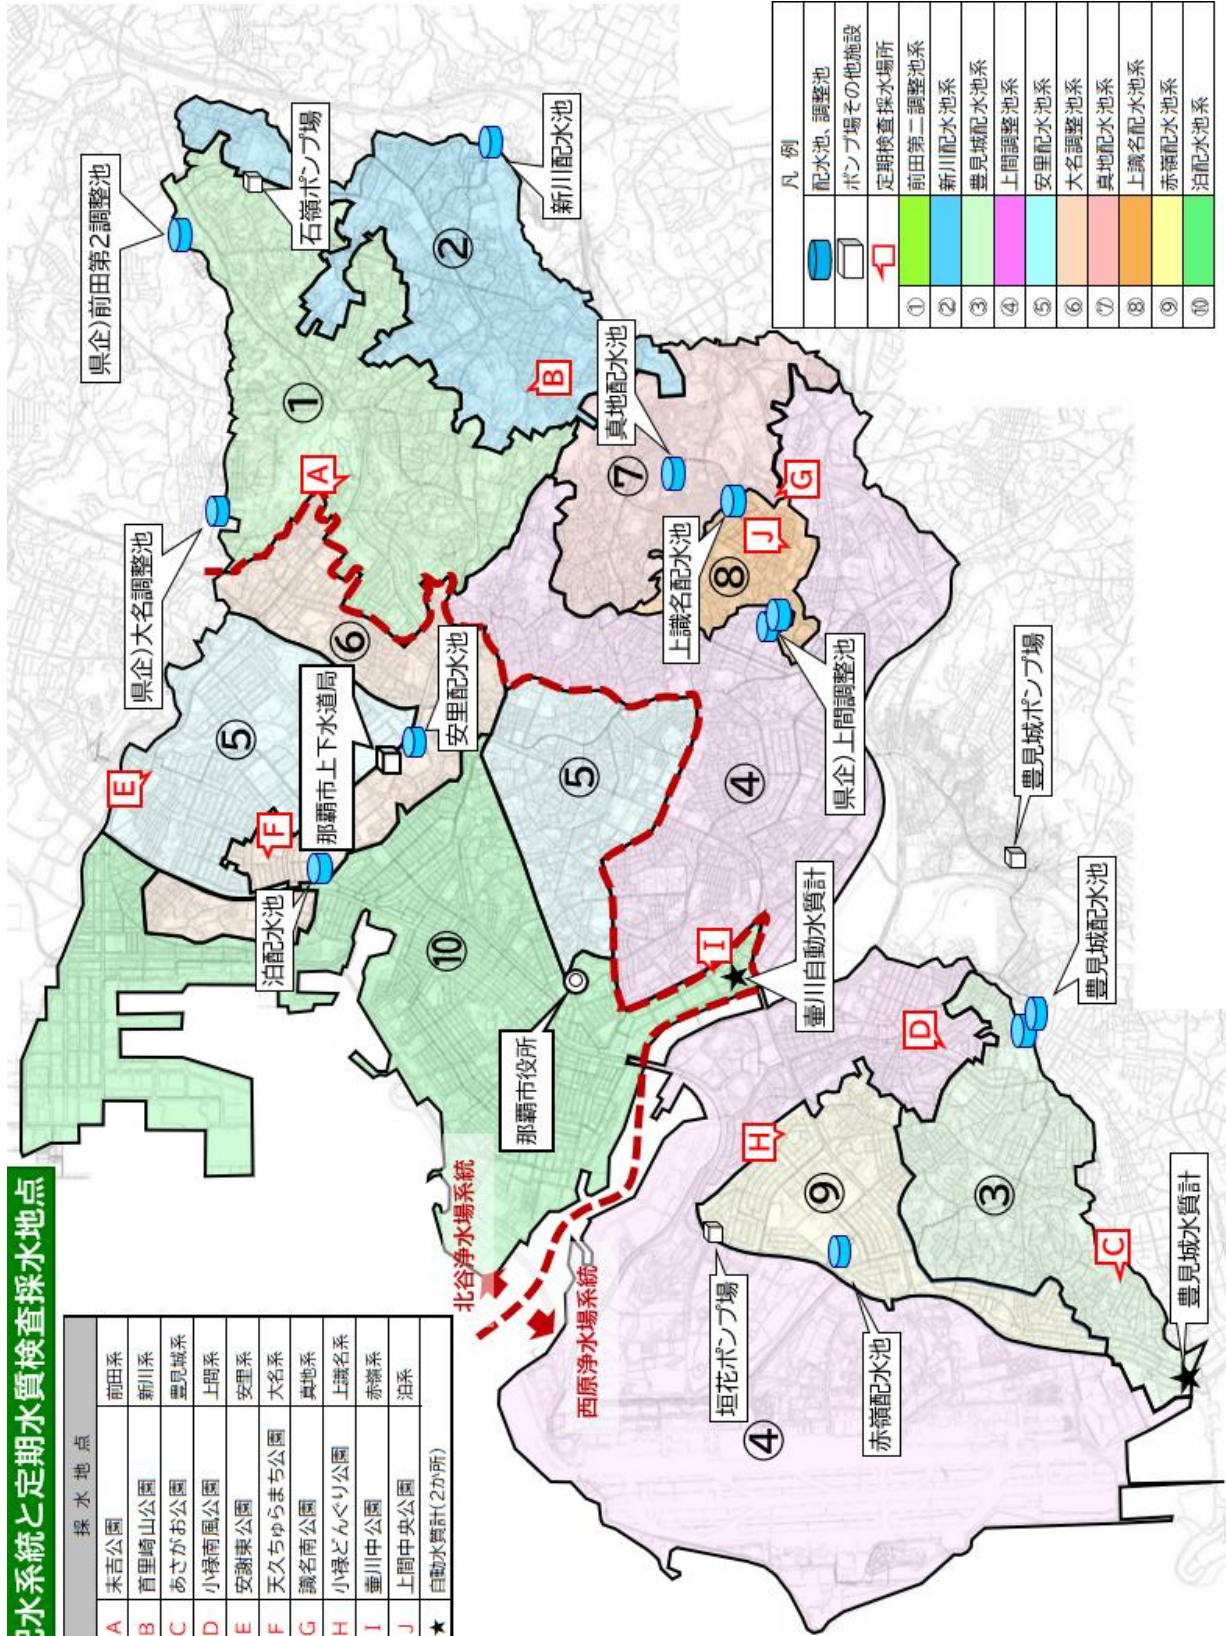 水系統と定期水質検査採水地点
採水地点
A 末吉公園 前田系
B 首里崎山公園 新川系
C あさがお公園 豊見城系
D 小禄南風公園 上間系
E 安謝東公園 安里系
F 天久ちゅらまち公園 大名系
G 識名南公園 真地系
H 小禄どんぐり公園 上識名系
I 壷川中公園 赤嶺系
J 上間中央公園 泊系
★ 自動水質計(2か所)
県企)前田第2調整池
石嶺ポンプ場
新川配水池
県企)大名調整池
①
②
A
B
真地配水池
⑦
G
上識名配水池
J
⑧
県企)上間調整池
⑥
安里配水池
那覇市上下水道局
⑤
E
F
泊配水池
⑤
④
⑩
那覇市役所
I
壷川自動水質計
豊見城ポンプ場
豊見城配水池
D
H
⑨
③
C
豊見城水質計
垣花ポンプ場
赤嶺配水池
④
北谷浄水場系統
西原浄水場系統
凡 例
配水池、調整池
ポンプ場その他施設
定期検査採水場所
① 前田第二調整池系
② 新川配水池系
③ 豊見城配水池系
④ 上間調整池系
⑤ 安里配水池系
⑥ 大名調整池系
⑦ 真地配水池系
⑧ 上識名配水池系
⑨ 赤嶺配水池系
⑩ 泊配水池系